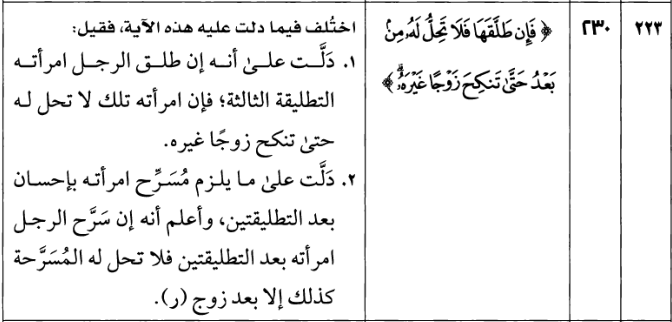 ٢٢٣
٢٣٠
﴿ فَإِن طَلَّقَهَا فَلَا تَحِلُّ لَهُۥ مِنۢ
بَعْدُ حَتَّىٰ تَنكِحَ زَوْجًا غَيْرَهُۥۗ ﴾
اختُلف فيما دلت عليه هذه الآية، فقيل:
١. دَلَّت علىٰ أنه إن طلق الرجل امرأته
التطليقة الثالثة؛ فإن امرأته تلك لا تحل له
حتىٰ تنكح زوجًا غيره.
٢. دَلَّت علىٰ ما يلزم مُسَرِّح امرأته بإحسان
بعد التطليقتين، وأعلم أنه إن سَرَّح الرجل
امرأته بعد التطليقتين فلا تحل له المُسَرَّحة
كذلك إلا بعد زوج (ر).